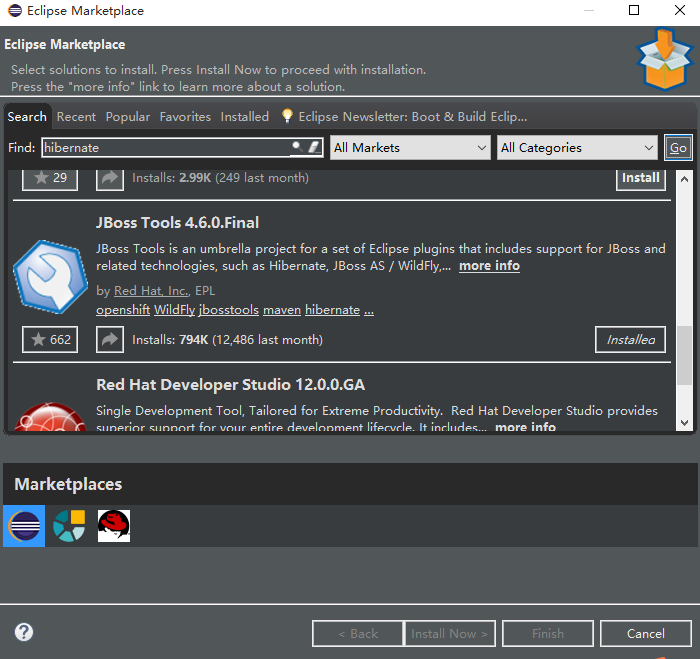 Eclipse Marketplace
Eclipse Marketplace
Select solutions to install. Press Install Now to proceed with installation.
Press the "more info" link to learn more about a solution.
Search Recent Popular Favorites Installed Eclipse Newsletter: Boot & Build Eclip...
Find: hibernate All Markets All Categories Go
29 Installs: 2.99K (249 last month) Install
JBoss Tools 4.6.0.Final
JBoss Tools is an umbrella project for a set of Eclipse plugins that includes support for JBoss and
related technologies, such as Hibernate, JBoss AS / WildFly,... more info
by Red Hat, Inc., EPL
openshift WildFly jbosstools maven hibernate ...
662 Installs: 794K (12,486 last month) Installed
Red Hat Developer Studio 12.0.0.GA
Single Development Tool, Tailored for Extreme Productivity. Red Hat Developer Studio provides
superior support for your entire development lifecycle. It includes... more info
Marketplaces
< Back Install Now > Finish Cancel